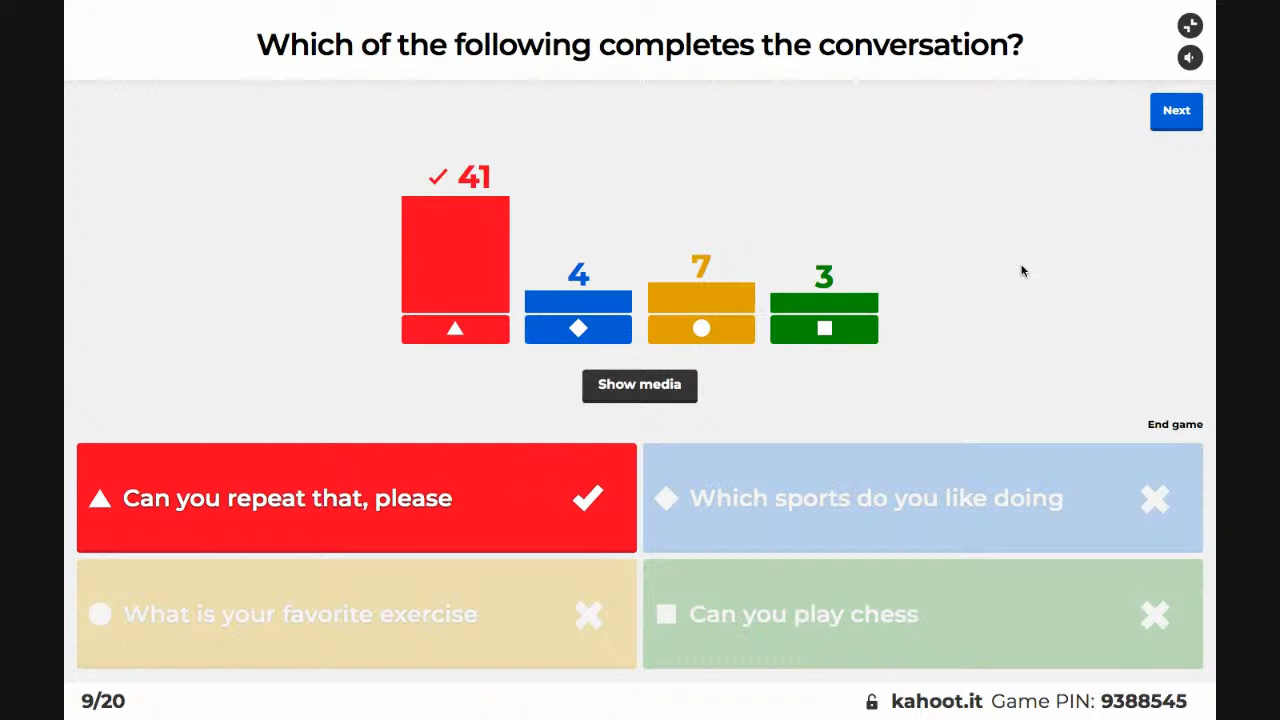 Which of the following completes the conversation?
Next
41
4
7
3
Show media
End game
Can you repeat that, please
Which sports do you like doing
What is your favorite exercise
Can you play chess
9/20
kahoot.it Game PIN: 9388545